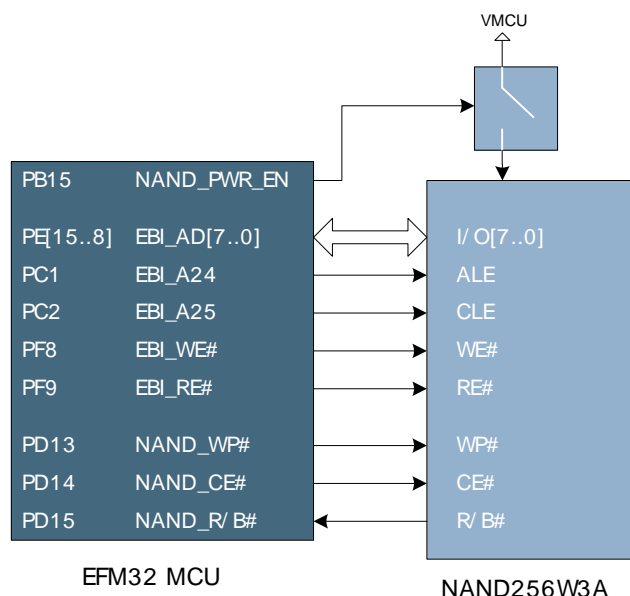 VMCU
PB15 NAND_PWR_EN
PE[15..8] EBI_AD[7..0] I/O[7..0]
PC1 EBI_A24 ALE
PC2 EBI_A25 CLE
PF8 EBI_WE# WE#
PF9 EBI_RE# RE#
PD13 NAND_WP# WP#
PD14 NAND_CE# CE#
PD15 NAND_R/B# R/B#
EFM32 MCU
NAND256W3A